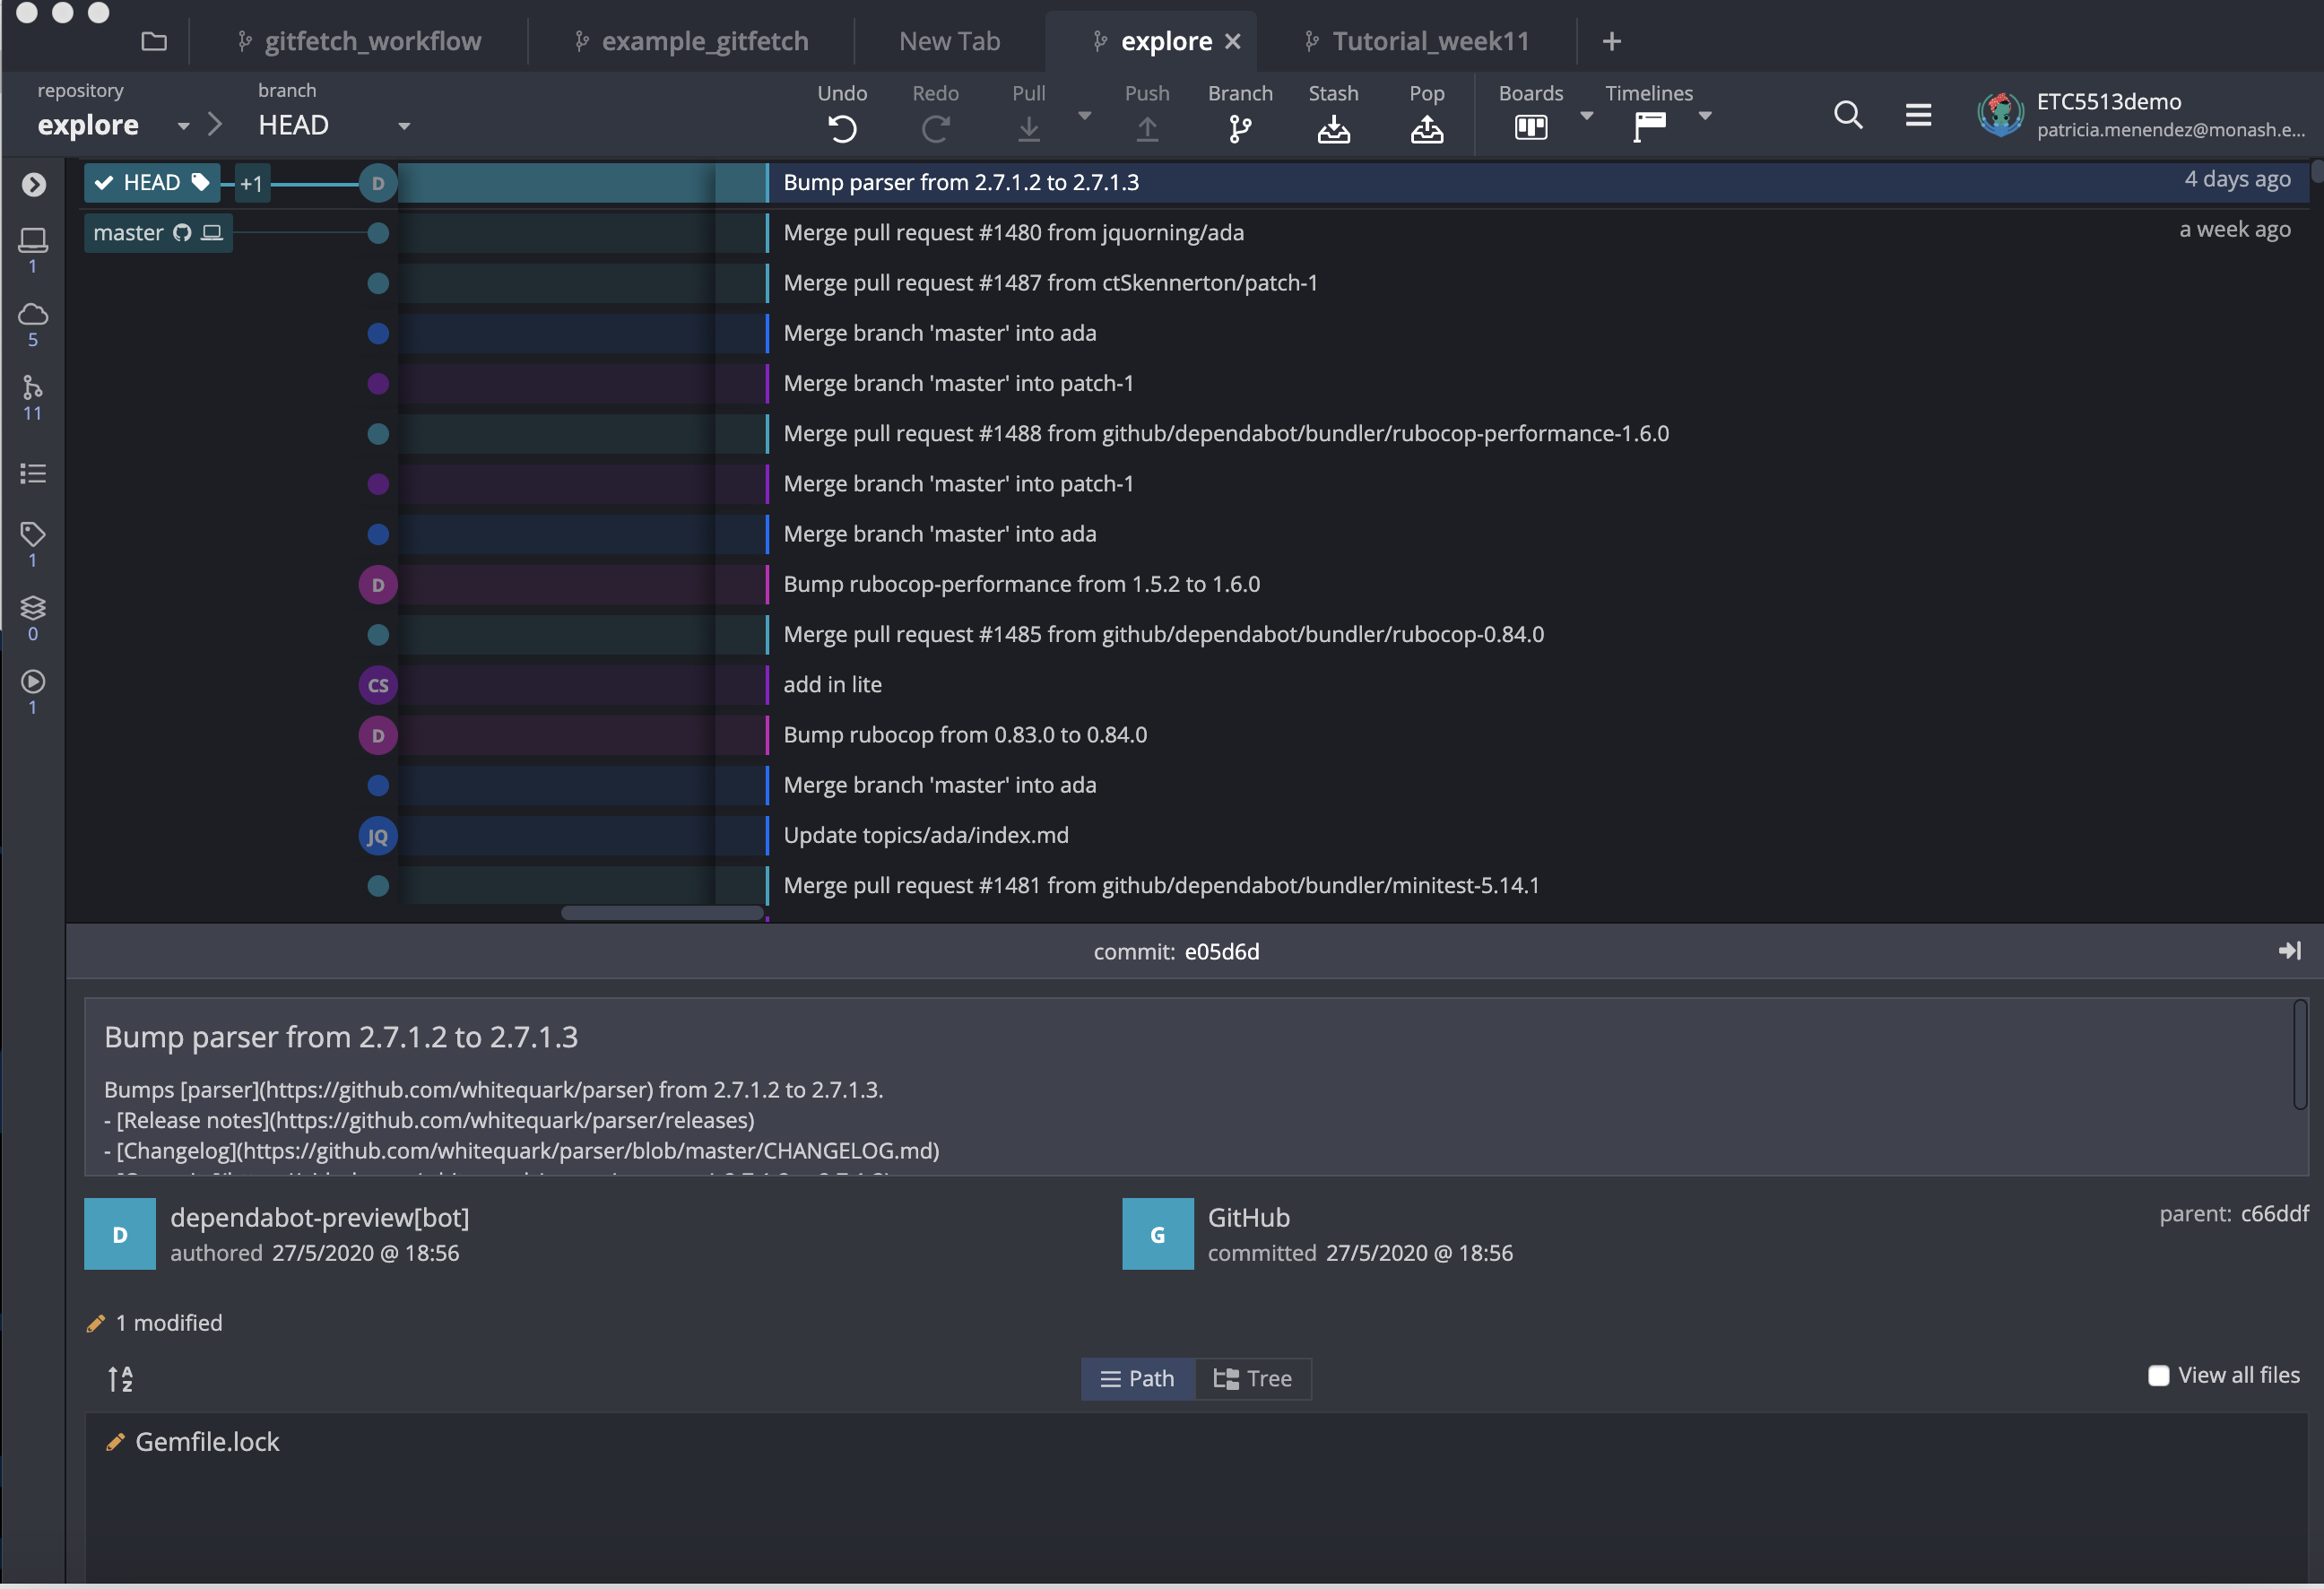 gitfetch_workflow example_gitfetch New Tab explore Tutorial_week11
repository branch
explore HEAD
Undo Redo Pull Push Branch Stash Pop Boards Timelines
ETC5513demo
patricia.menendez@monash.e...
HEAD +1 D Bump parser from 2.7.1.2 to 2.7.1.3 4 days ago
master Merge pull request #1480 from jquorning/ada a week ago
1
Merge pull request #1487 from ctSkennerton/patch-1
5 Merge branch 'master' into ada
Merge branch 'master' into patch-1
11
Merge pull request #1488 from github/dependabot/bundler/rubocop-performance-1.6.0
Merge branch 'master' into patch-1
Merge branch 'master' into ada
1
D Bump rubocop-performance from 1.5.2 to 1.6.0
0 Merge pull request #1485 from github/dependabot/bundler/rubocop-0.84.0
CS add in lite
1
D Bump rubocop from 0.83.0 to 0.84.0
Merge branch 'master' into ada
JQ Update topics/ada/index.md
Merge pull request #1481 from github/dependabot/bundler/minitest-5.14.1
commit: e05d6d
Bump parser from 2.7.1.2 to 2.7.1.3
Bumps [parser](https://github.com/whitequark/parser) from 2.7.1.2 to 2.7.1.3.
- [Release notes](https://github.com/whitequark/parser/releases)
- [Changelog](https://github.com/whitequark/parser/blob/master/CHANGELOG.md)
D dependabot-preview[bot] G GitHub parent: c66ddf
authored 27/5/2020 @ 18:56 committed 27/5/2020 @ 18:56
1 modified
A Z Path Tree View all files
Gemfile.lock